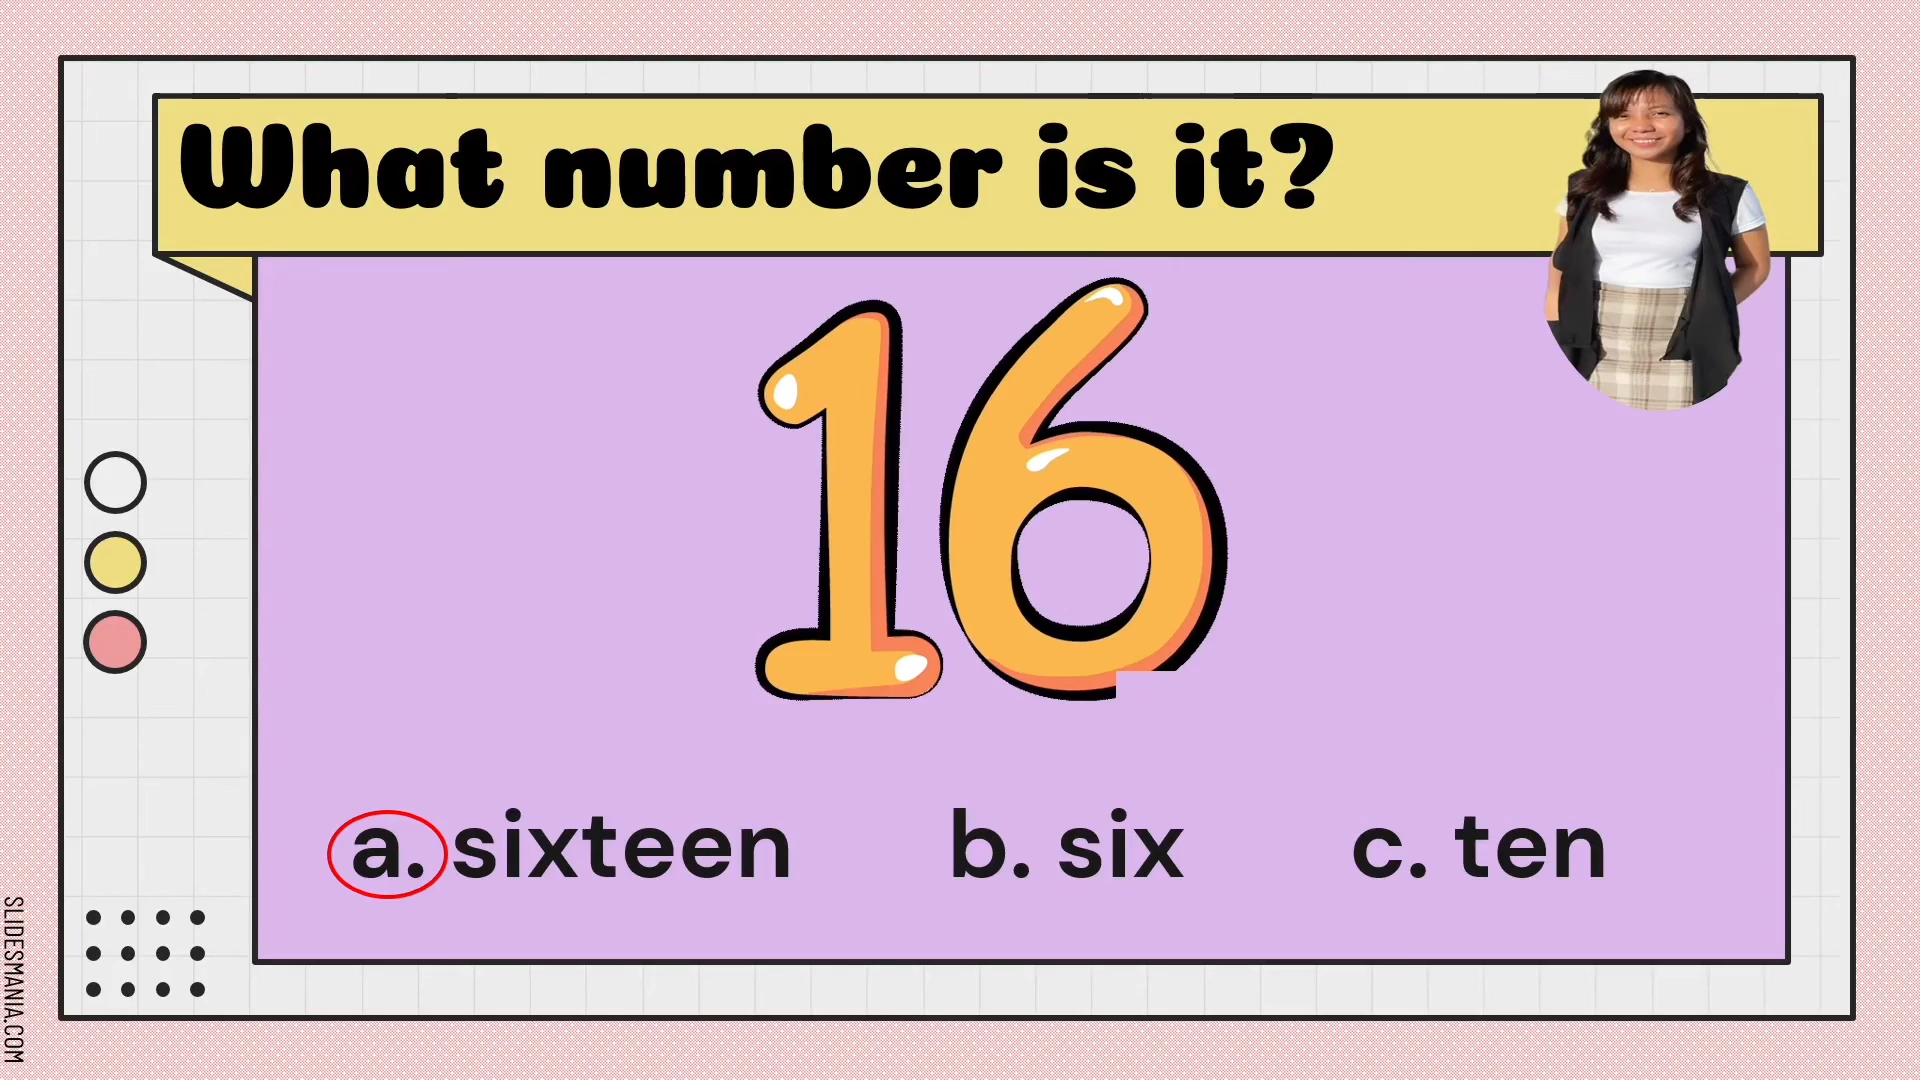 What number is it?
16
a. sixteen b. six c. ten
SLIDESMANIA.COM